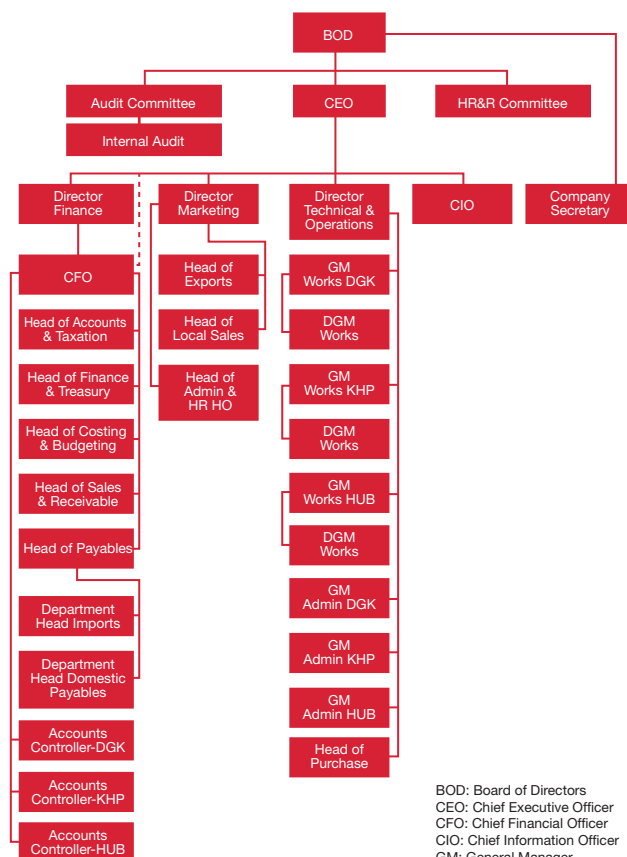 BOD
Audit Committee
CEO
HR&R Committee
Internal Audit
Director
Finance
Director
Marketing
Director
Technical &
Operations
CIO
Company
Secretary
CFO
Head of
Exports
GM
Works DGK
Head of Accounts
& Taxation
Head of
Local Sales
DGM
Works
Head of Finance
& Treasury
Head of
Admin &
HR HO
GM
Works KHP
Head of Costing
& Budgeting
DGM
Works
Head of Sales
& Receivable
GM
Works HUB
Head of Payables
DGM
Works
Department
Head Imports
GM
Admin DGK
Department
Head Domestic
Payables
GM
Admin KHP
Accounts
Controller-DGK
GM
Admin HUB
Head of
Purchase
Accounts
Controller-KHP
Accounts
Controller-HUB
BOD: Board of Directors
CEO: Chief Executive Officer
CFO: Chief Financial Officer
CIO: Chief Information Officer
GM: General Manager